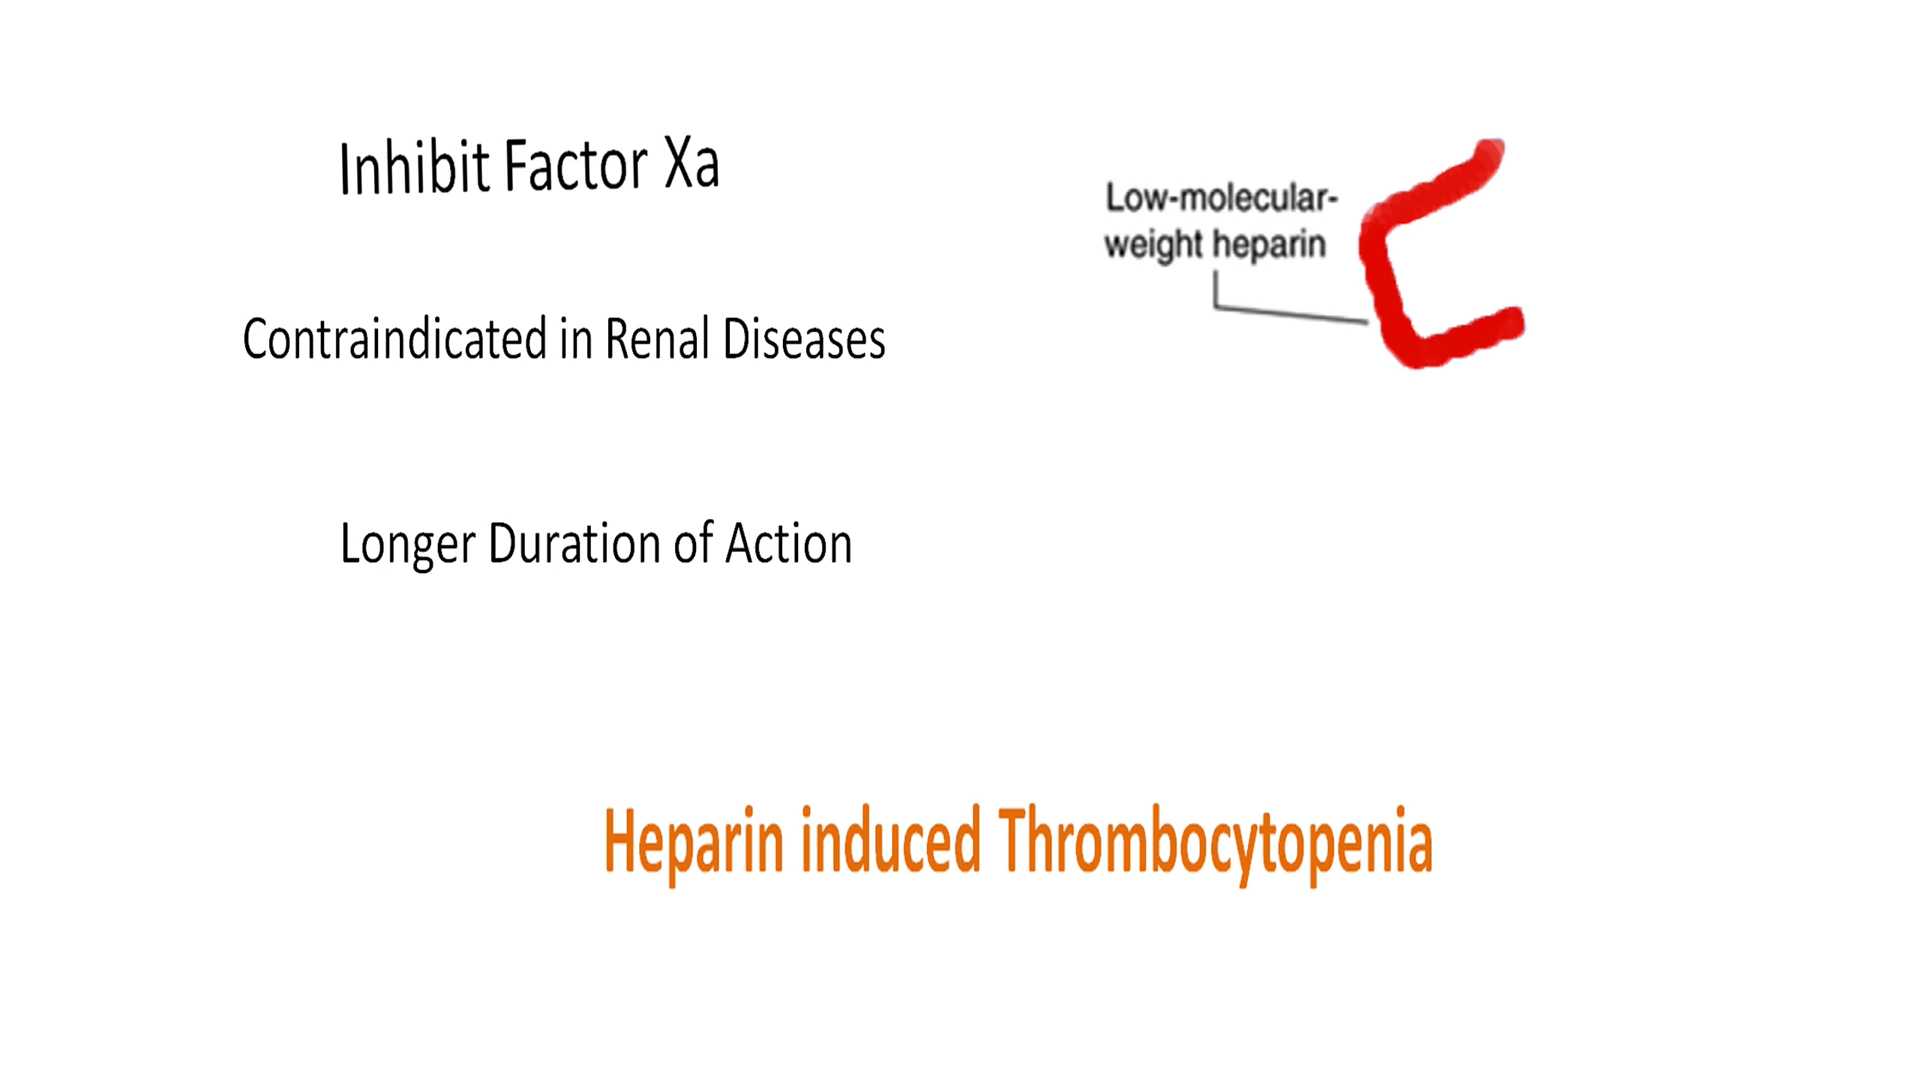 Inhibit Factor Xa
Low-molecular-
weight heparin
Contraindicated in Renal Diseases
Longer Duration of Action
Heparin induced Thrombocytopenia